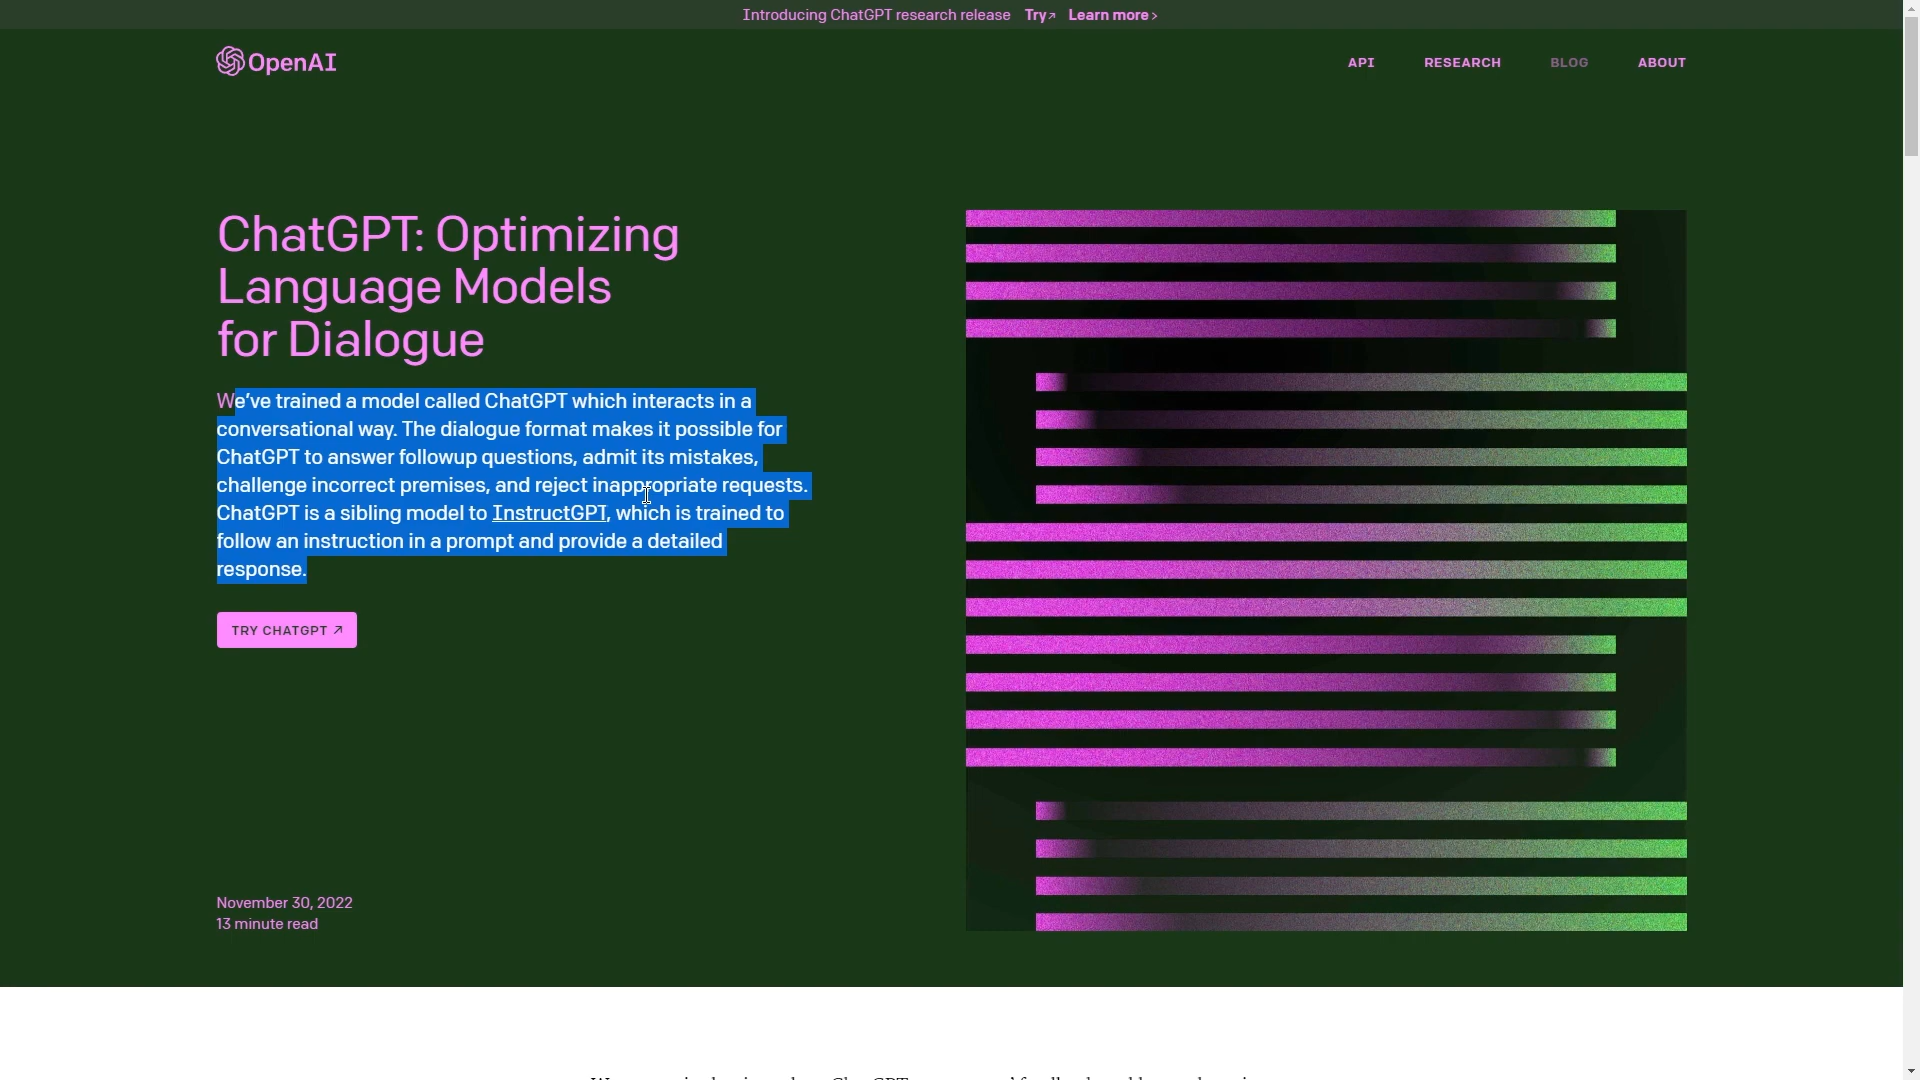 Introducing ChatGPT research release Try↗ Learn more ›
OpenAI
API RESEARCH BLOG ABOUT
ChatGPT: Optimizing
Language Models
for Dialogue
We’ve trained a model called ChatGPT which interacts in a
conversational way. The dialogue format makes it possible for
ChatGPT to answer followup questions, admit its mistakes,
challenge incorrect premises, and reject inappropriate requests.
ChatGPT is a sibling model to InstructGPT, which is trained to
follow an instruction in a prompt and provide a detailed
response.
TRY CHATGPT ↗
November 30, 2022
13 minute read